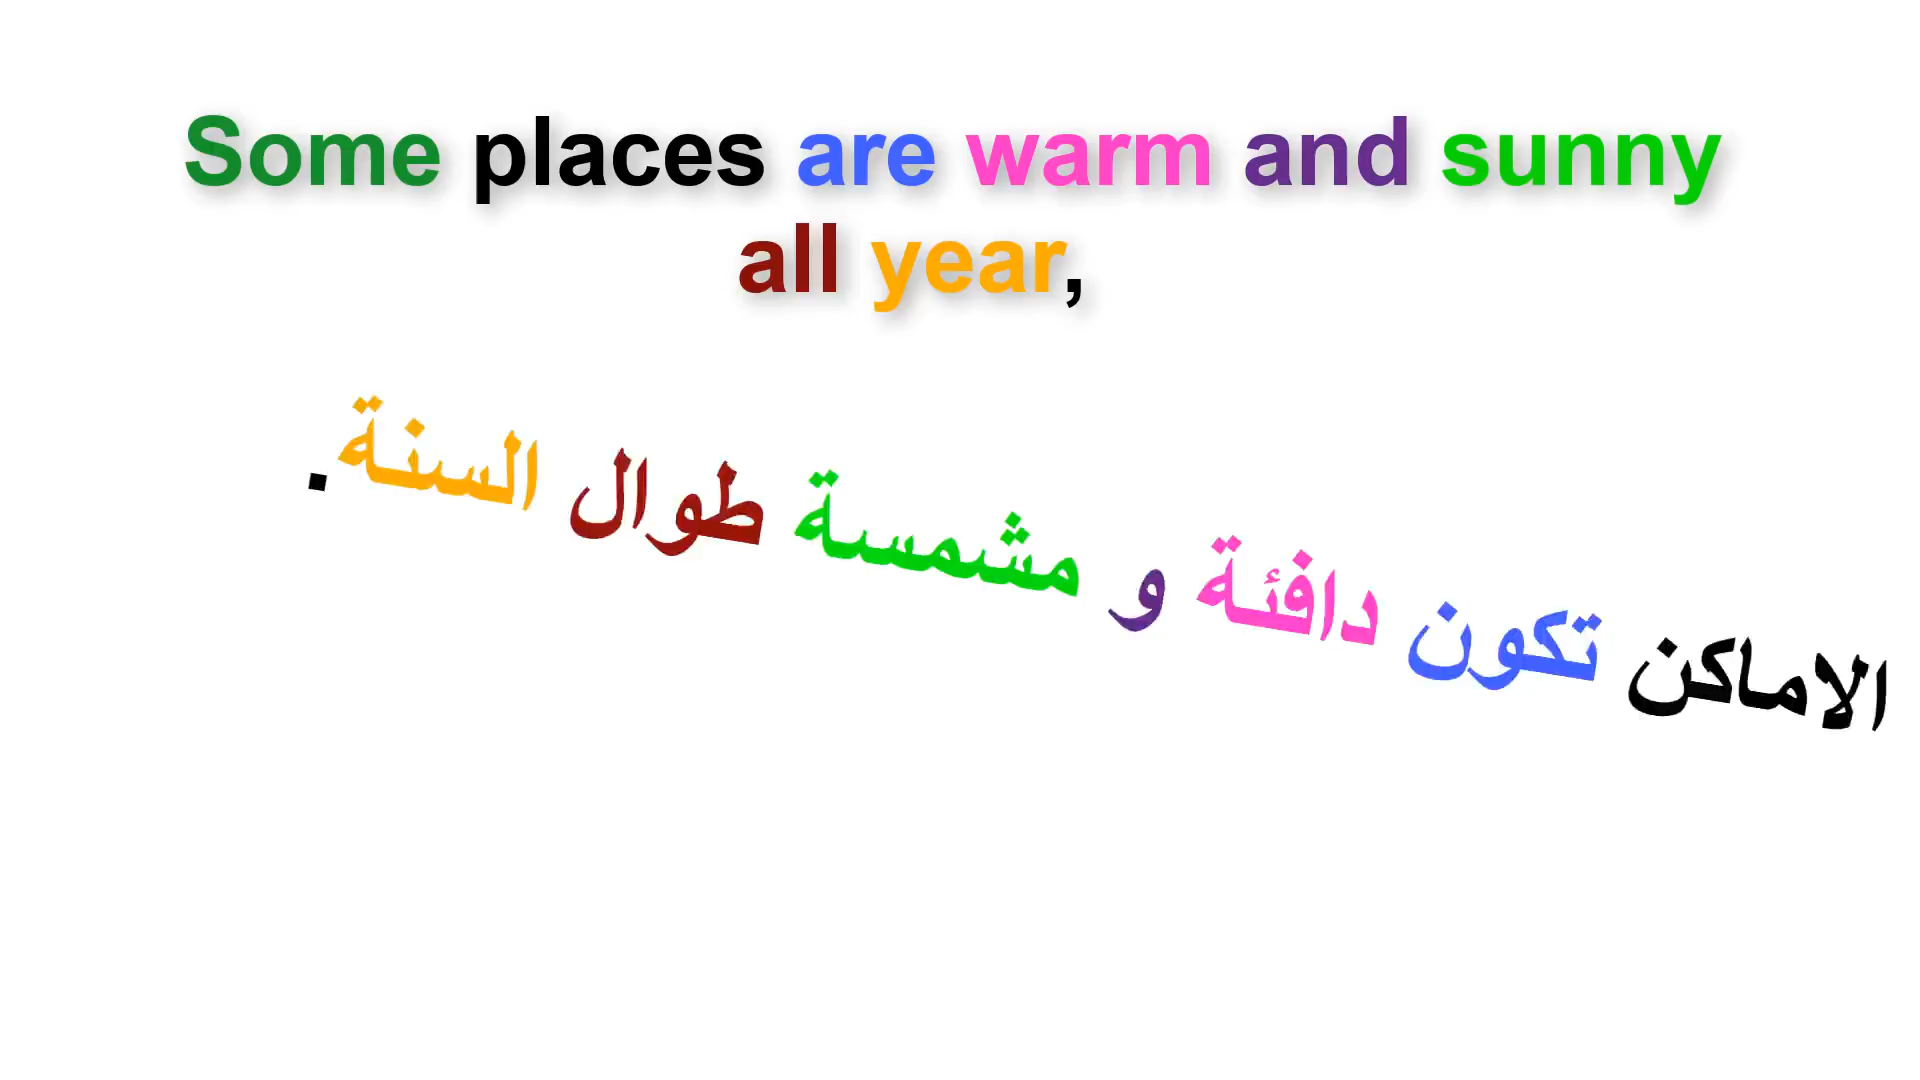 Some places are warm and sunny
all year,
الاماكن تكون دافئة و مشمسة طوال السنة.